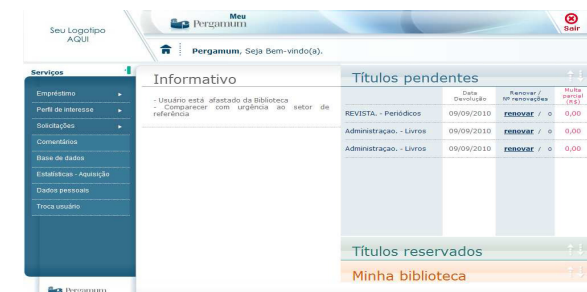 Seu Logotipo
AQUI
Meu
Pergamum
Sair
Pergamum, Seja Bem-vindo(a).
Serviços
Empréstimo
Perfil de interesse
Solicitações
Comentários
Base de dados
Estatísticas - Aquisição
Dados pessoais
Troca usuário
Pergamum
Informativo
- Usuário está afastado da Biblioteca
- Comparecer com urgência ao setor de
referência
Títulos pendentes
Data Devolução Renovar / Nº renovações Multa parcial (R$)
REVISTA. - Periódicos 09/09/2010 renovar / 0 0,00
Administraçao. - Livros 09/09/2010 renovar / 0 0,00
Administraçao. - Livros 09/09/2010 renovar / 0 0,00
Títulos reservados
Minha biblioteca